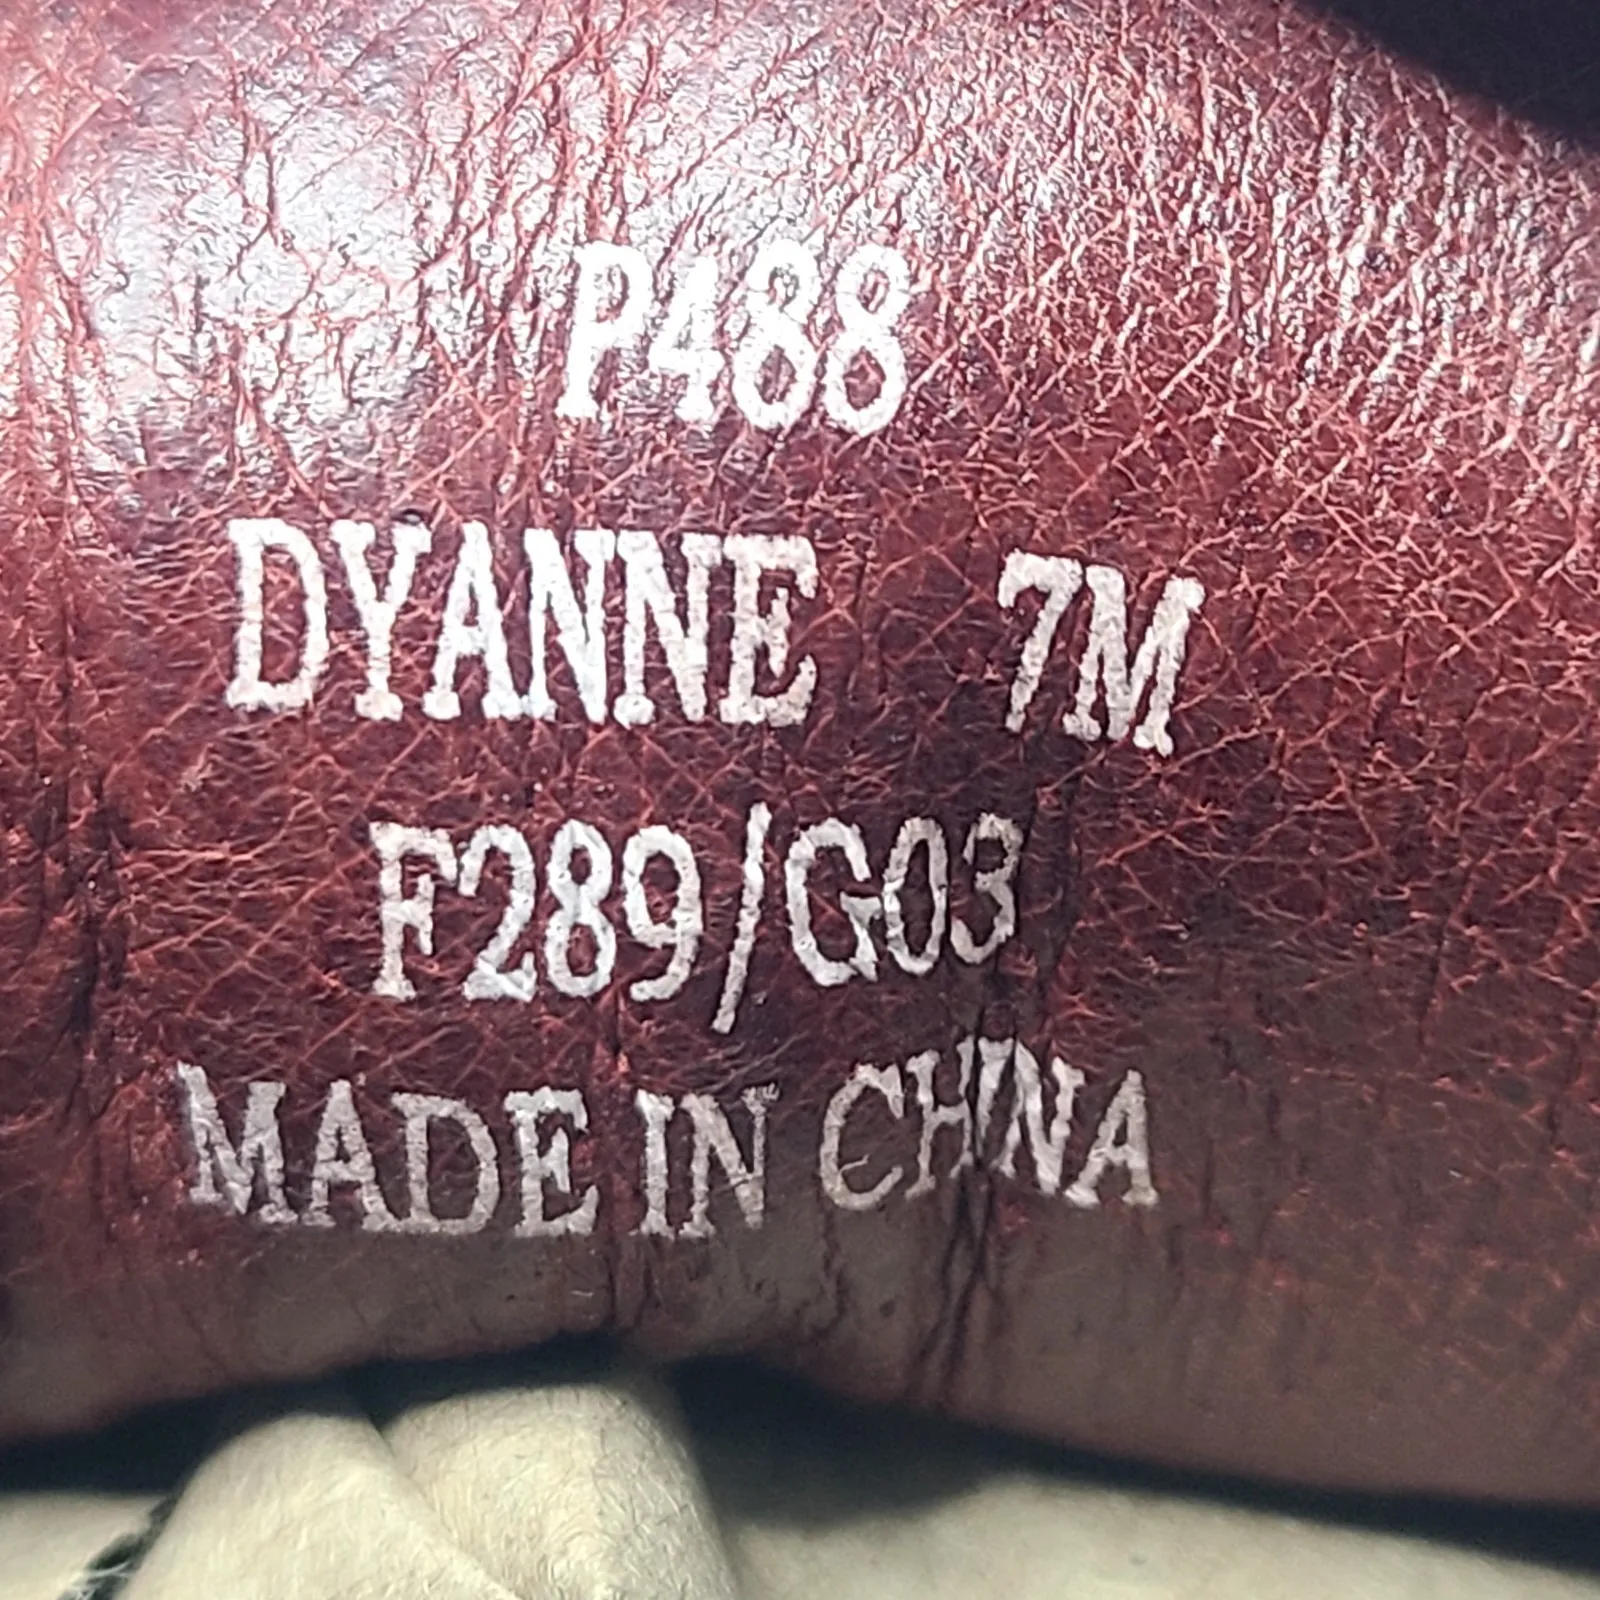 P488
DYANNE 7M
F289/G03
MADE IN CHINA